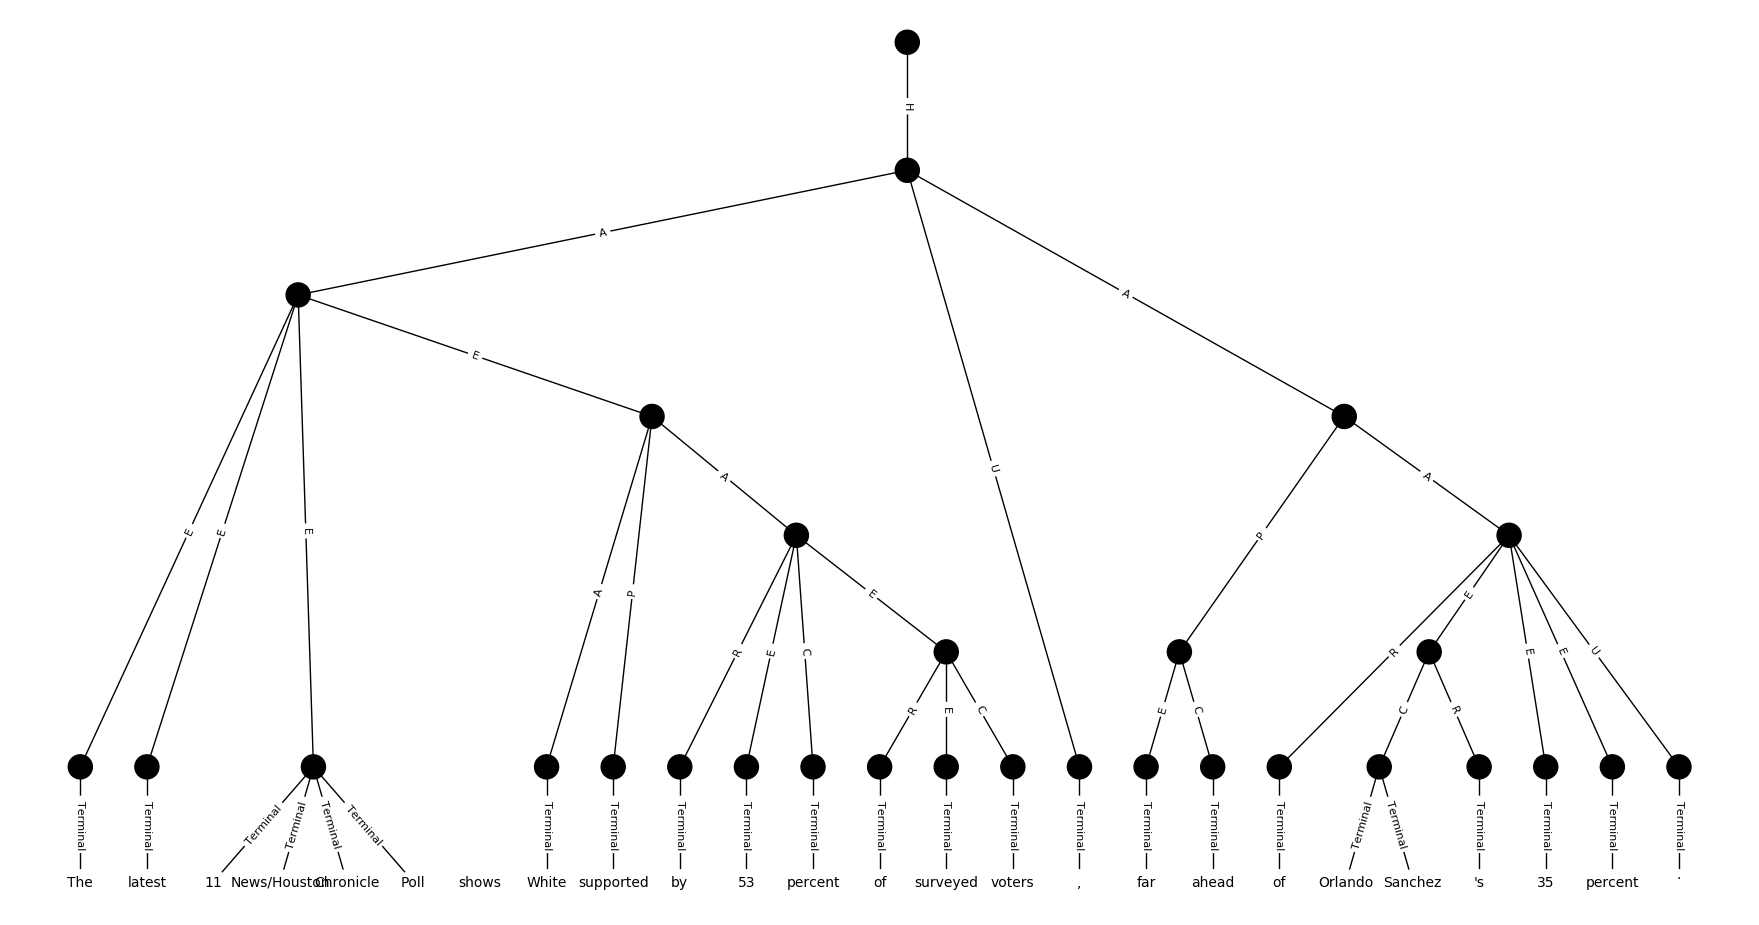 H
A
A
E
E
E
E
U
P
A
A
P
A
R
E
C
E
R
E
C
E
C
R
E
C
R
E
E
E
U
Terminal Terminal Terminal Terminal Terminal Terminal Terminal Terminal Terminal Terminal Terminal Terminal Terminal Terminal Terminal Terminal Terminal Terminal Terminal Terminal Terminal Terminal Terminal Terminal
The latest 11 News/Houston Chronicle Poll shows White supported by 53 percent of surveyed voters , far ahead of Orlando Sanchez 's 35 percent .